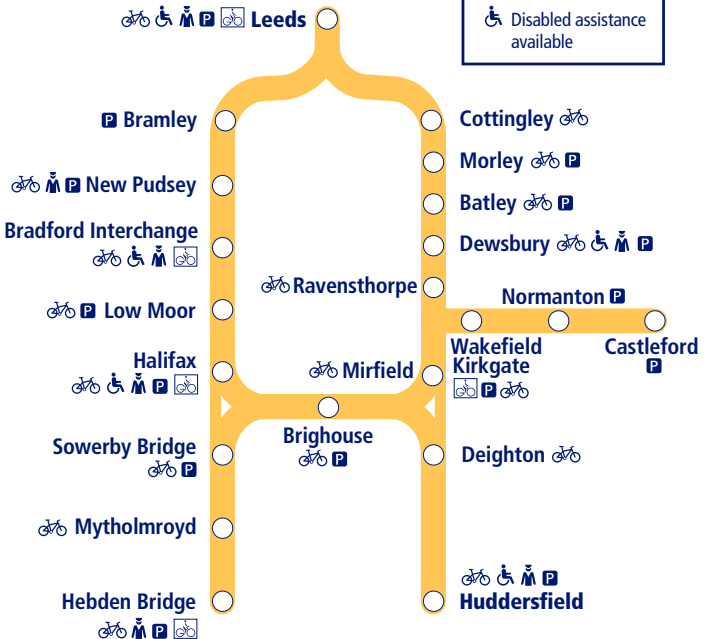 Leeds
Disabled assistance
available
P Bramley
Cottingley
P New Pudsey
Morley P
Batley P
Bradford Interchange
Dewsbury P
Ravensthorpe
P Low Moor
Normanton P
Halifax
P
Mirfield
Wakefield
Kirkgate
P
Castleford
P
Brighouse
P
Sowerby Bridge
P
Deighton
Mytholmroyd
Hebden Bridge
P
P
Huddersfield
P